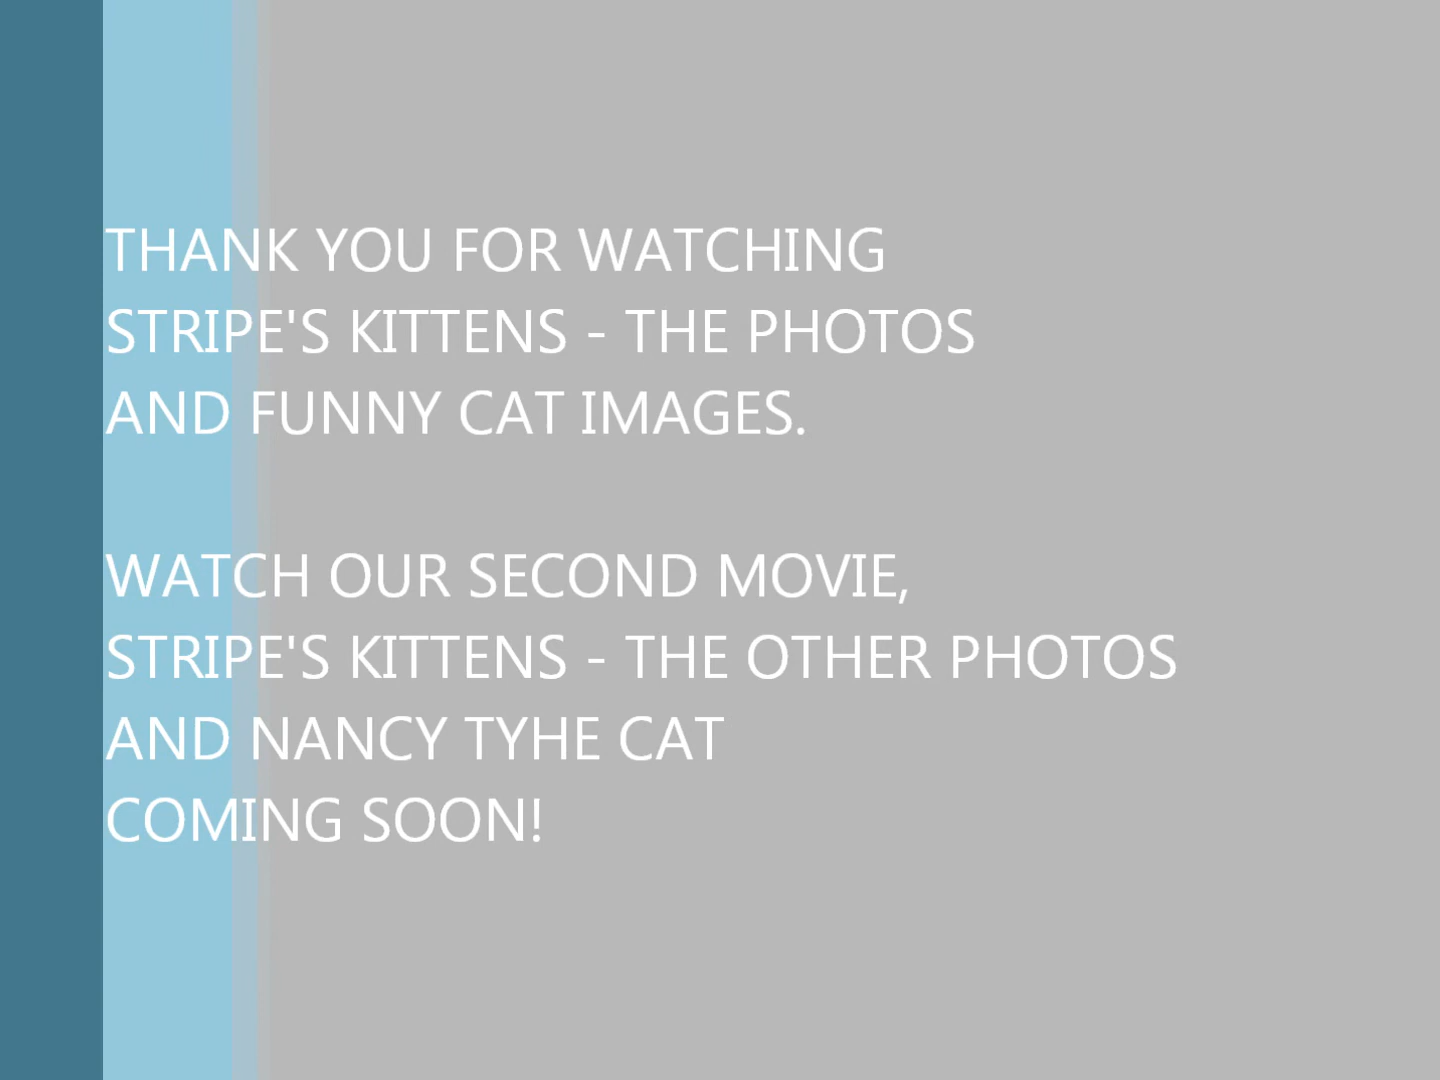 THANK YOU FOR WATCHING
STRIPE'S KITTENS - THE PHOTOS
AND FUNNY CAT IMAGES.
WATCH OUR SECOND MOVIE,
STRIPE'S KITTENS - THE OTHER PHOTOS
AND NANCY TYHE CAT
COMING SOON!